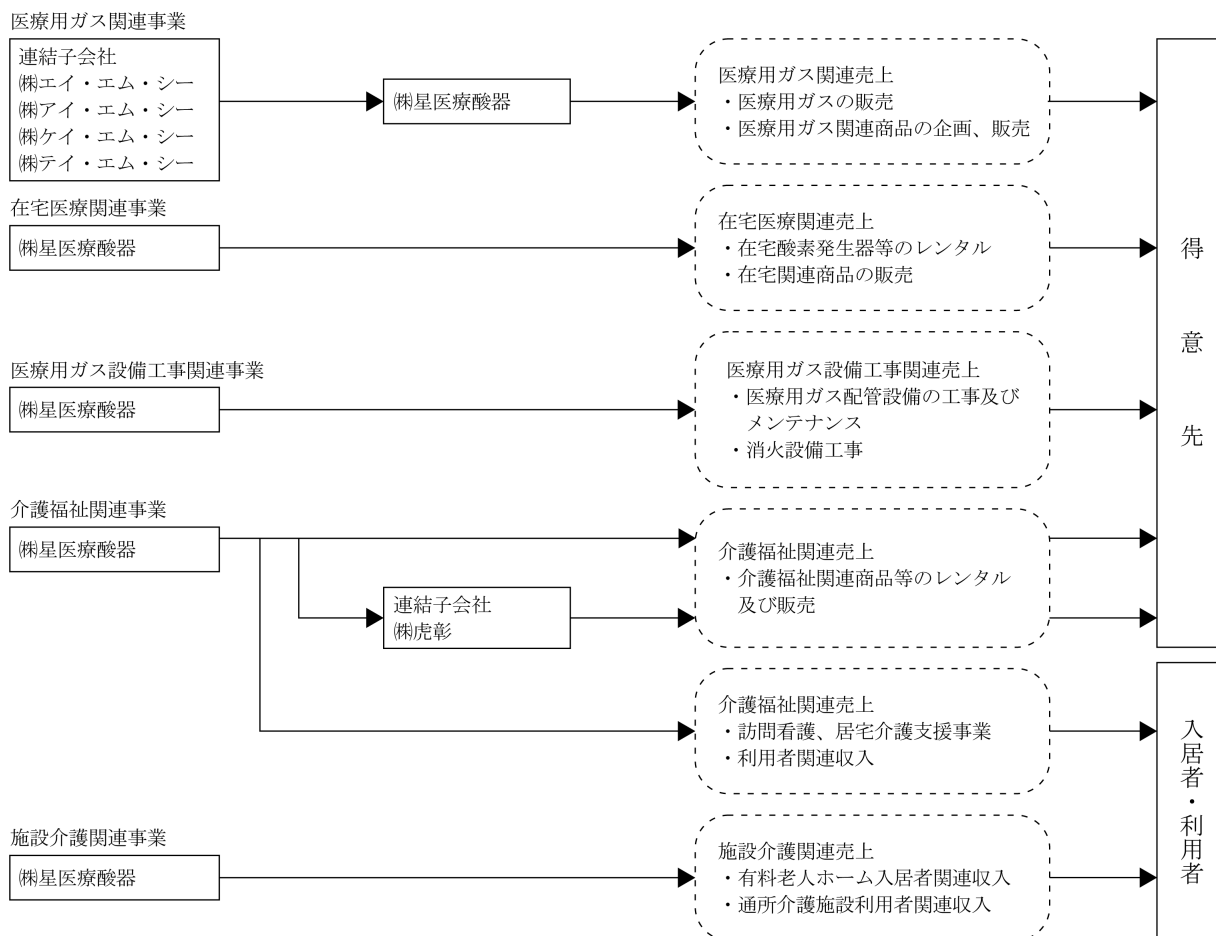 医療用ガス関連事業
連結子会社
㈱エイ・エム・シー
㈱アイ・エム・シー
㈱ケイ・エム・シー
㈱テイ・エム・シー
㈱星医療酸器
医療用ガス関連売上
・医療用ガスの販売
・医療用ガス関連商品の企画、販売
在宅医療関連事業
㈱星医療酸器
在宅医療関連売上
・在宅酸素発生器等のレンタル
・在宅関連商品の販売
医療用ガス設備工事関連事業
㈱星医療酸器
医療用ガス設備工事関連売上
・医療用ガス配管設備の工事及び
メンテナンス
・消火設備工事
介護福祉関連事業
㈱星医療酸器
連結子会社
㈱虎彰
介護福祉関連売上
・介護福祉関連商品等のレンタル
及び販売
得意先
介護福祉関連売上
・訪問看護、居宅介護支援事業
・利用者関連収入
施設介護関連事業
㈱星医療酸器
施設介護関連売上
・有料老人ホーム入居者関連収入
・通所介護施設利用者関連収入
入居者・利用者